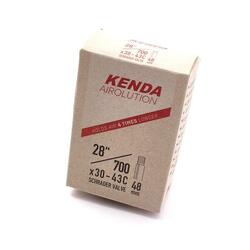 KENDA
AIROLUTION
HOLDS AIR 4 TIMES LONGER
28" / 700
x30-43C 48
SCHRADER VALVE mm